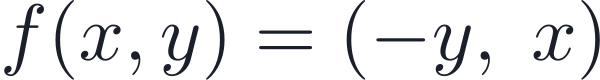 f(x, y) = (−y, x)